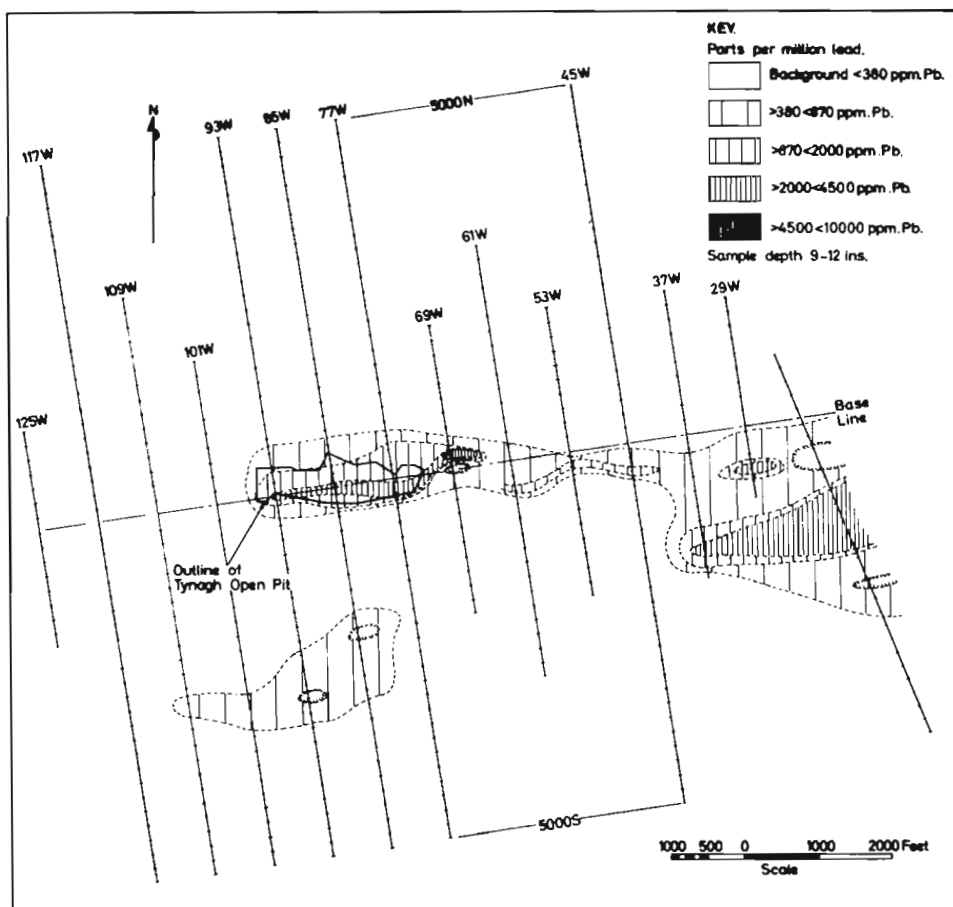 KEY.
Parts per million lead.
Background <380 ppm.Pb.
>380<870 ppm.Pb.
>870<2000 ppm.Pb.
>2000<4500 ppm.Pb.
>4500<10000 ppm.Pb.
Sample depth 9-12 ins.
N
117W
109W
125W
101W
93W
85W
77W
5000N
45W
69W
61W
53W
37W
29W
Base
Line
Outline of
Tynagh Open Pit
5000S
1000 500 0 1000 2000 Feet
Scale